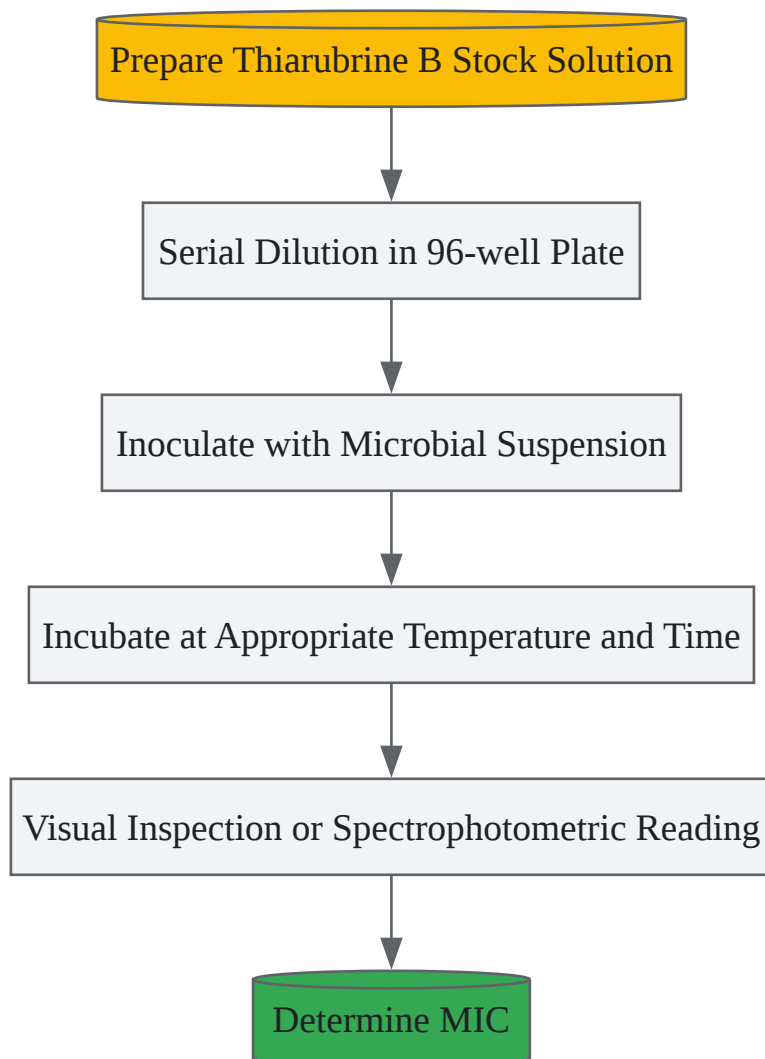 Prepare Thiarubrine B Stock Solution
Serial Dilution in 96-well Plate
Inoculate with Microbial Suspension
Incubate at Appropriate Temperature and Time
Visual Inspection or Spectrophotometric Reading
Determine MIC